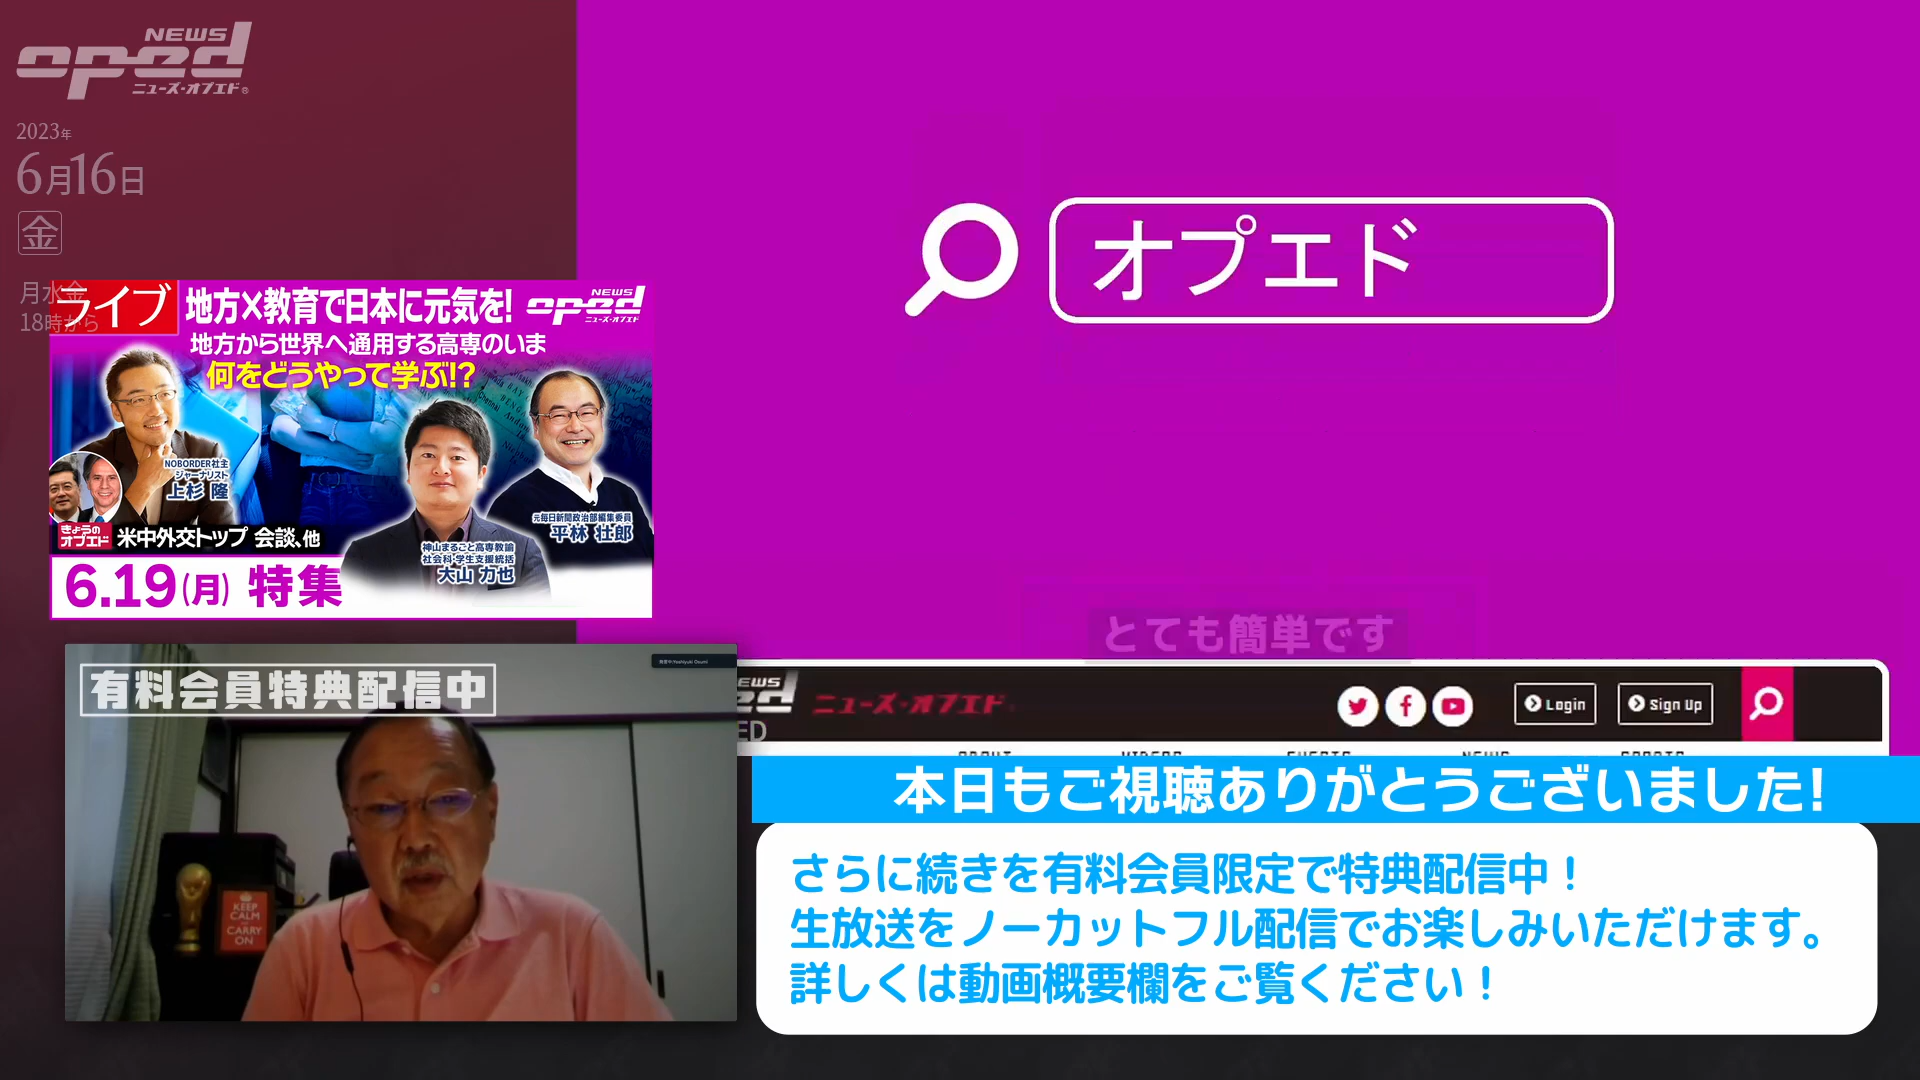 NEWS
oped
ニューズ・オプエド®
2023年
6月16日
金
月水金
18時から
ライブ
地方×教育で日本に元気を!
NEWS
oped
ニューズ・オプエド
地方から世界へ通用する高専のいま
何をどうやって学ぶ!?
NOBORDER社主
ジャーナリスト
上杉 隆
きょうの
オプエド
米中外交トップ 会談、他
神山まるごと高専教諭
社会科・学生支援統括
大山 力也
元毎日新聞政治部編集委員
平林 壮郎
6.19(月) 特集
オプエド
とても簡単です
有料会員特典配信中
KEEP
CALM
AND
CARRY
ON
ニューズ・オプエド
Login
Sign Up
ABOUT
VIDEOS
EVENTS
NEWS
本日もご視聴ありがとうございました!
さらに続きを有料会員限定で特典配信中！
生放送をノーカットフル配信でお楽しみいただけます。
詳しくは動画概要欄をご覧ください！